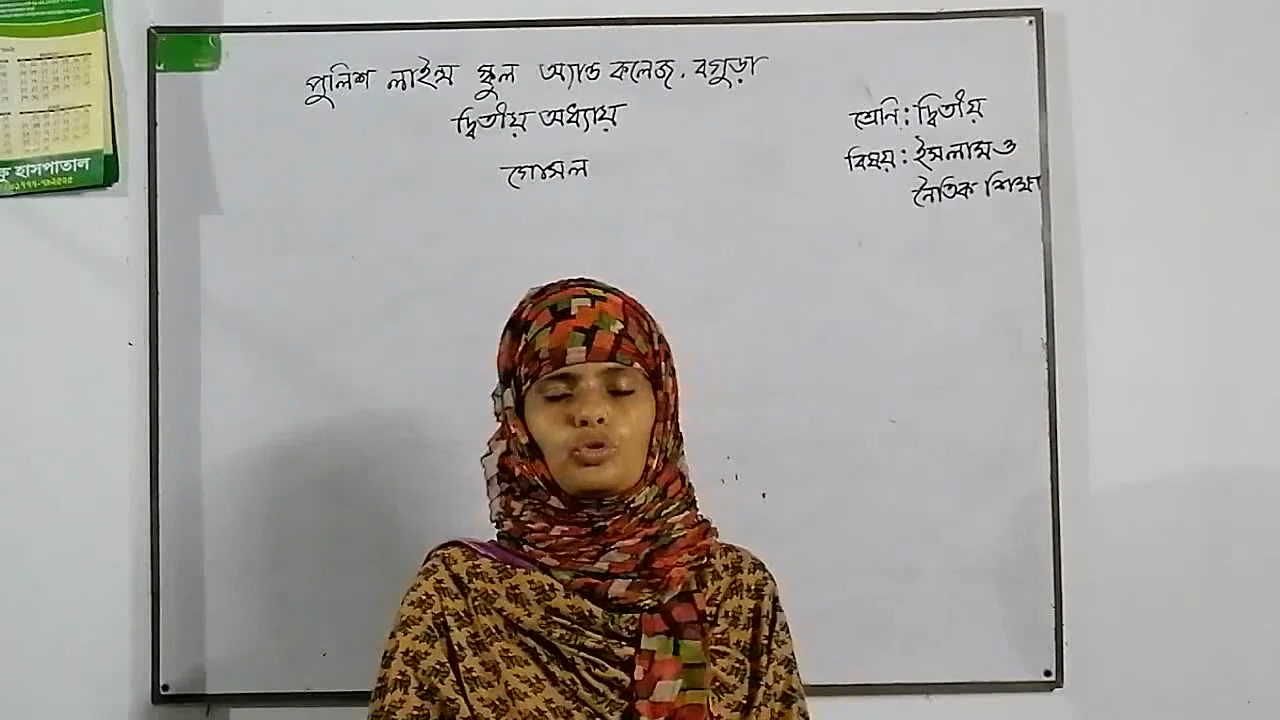 পুলিশ লাইন্স স্কুল অ্যান্ড কলেজ, বগুড়া
দ্বিতীয় অধ্যায়
গোসল
শ্রেনি : দ্বিতীয়
বিষয় : ইসলাম ও
নৈতিক শিক্ষা
হাসপাতাল